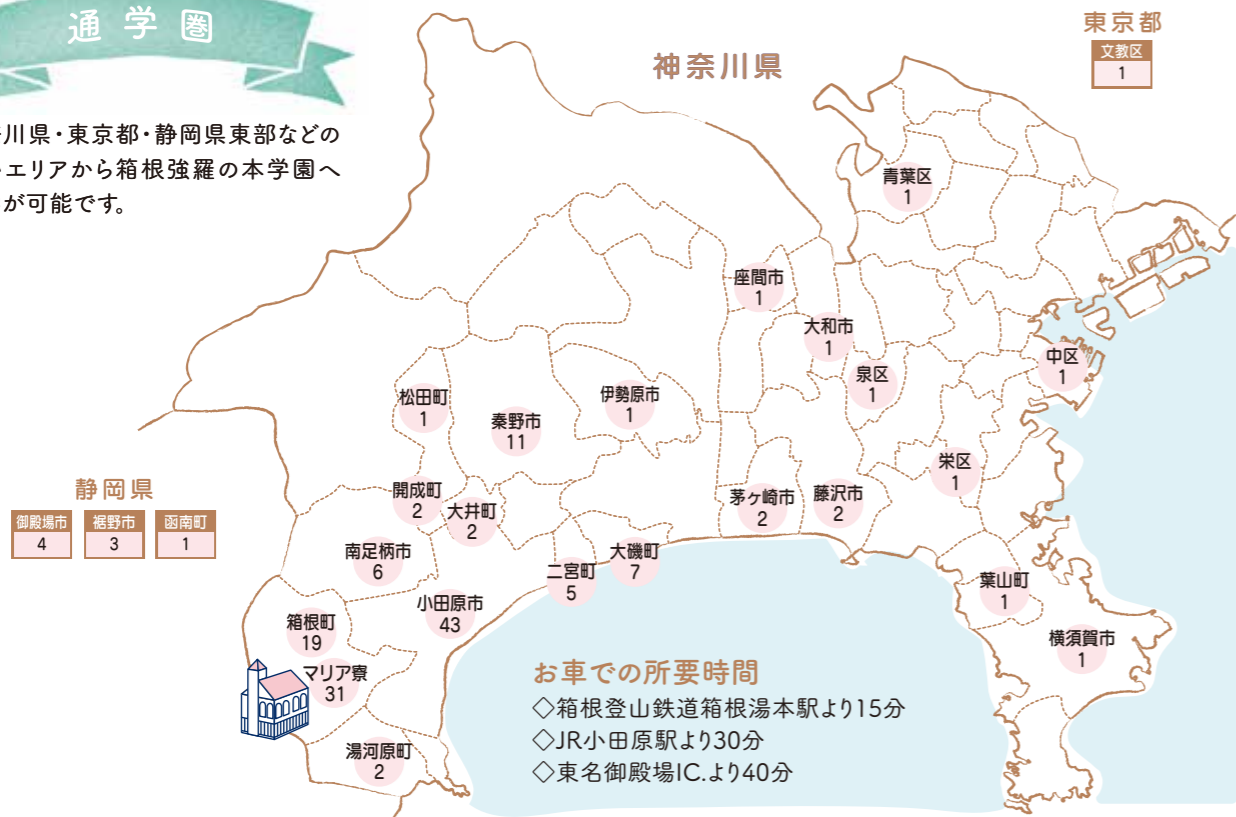 通学圏
川県・東京都・静岡県東部などの
エリアから箱根強羅の本学園へ
が可能です。
神奈川県
東京都
文教区
1
青葉区
1
座間市
1
大和市
1
泉区
1
中区
1
松田町
1
秦野市
11
伊勢原市
1
栄区
1
静岡県
御殿場市
4
裾野市
3
函南町
1
開成町
2
大井町
2
茅ヶ崎市
2
藤沢市
2
南足柄市
6
二宮町
5
大磯町
7
葉山町
1
小田原市
43
箱根町
19
横須賀市
1
マリア寮
31
湯河原町
2
お車での所要時間
◇箱根登山鉄道箱根湯本駅より15分
◇JR小田原駅より30分
◇東名御殿場IC.より40分